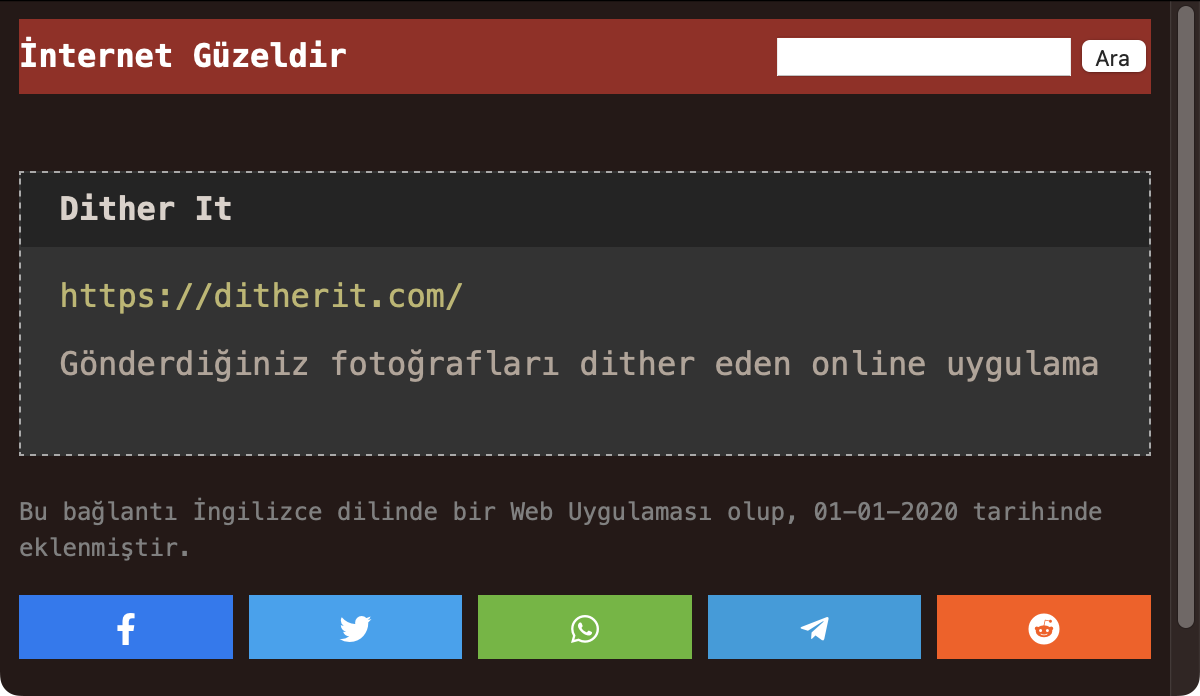 İnternet Güzeldir
Ara
Dither It
https://ditherit.com/
Gönderdiğiniz fotoğrafları dither eden online uygulama
Bu bağlantı İngilizce dilinde bir Web Uygulaması olup, 01-01-2020 tarihinde
eklenmiştir.